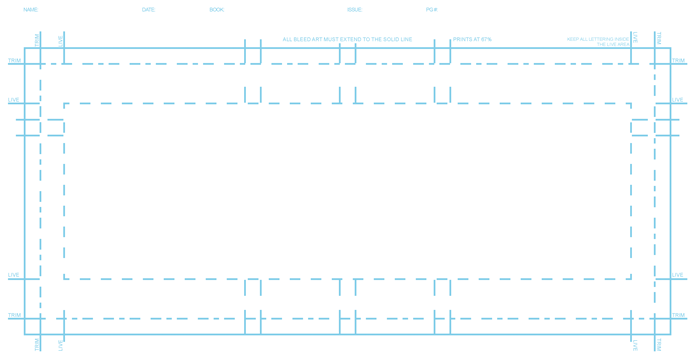 NAME: DATE BOOK ISSUE PG#
TRIM LIVE ALL BLEED ART MUST EXTEND TO THE SOLID LINE PRINTS AT 67% KEEP ALL LETTERING INSIDE LIVE TRIM
THE LIVE AREA
TRIM TRIM
LIVE LIVE
LIVE LIVE
TRIM TRIM
TRIM LIVE LIVE TRIM